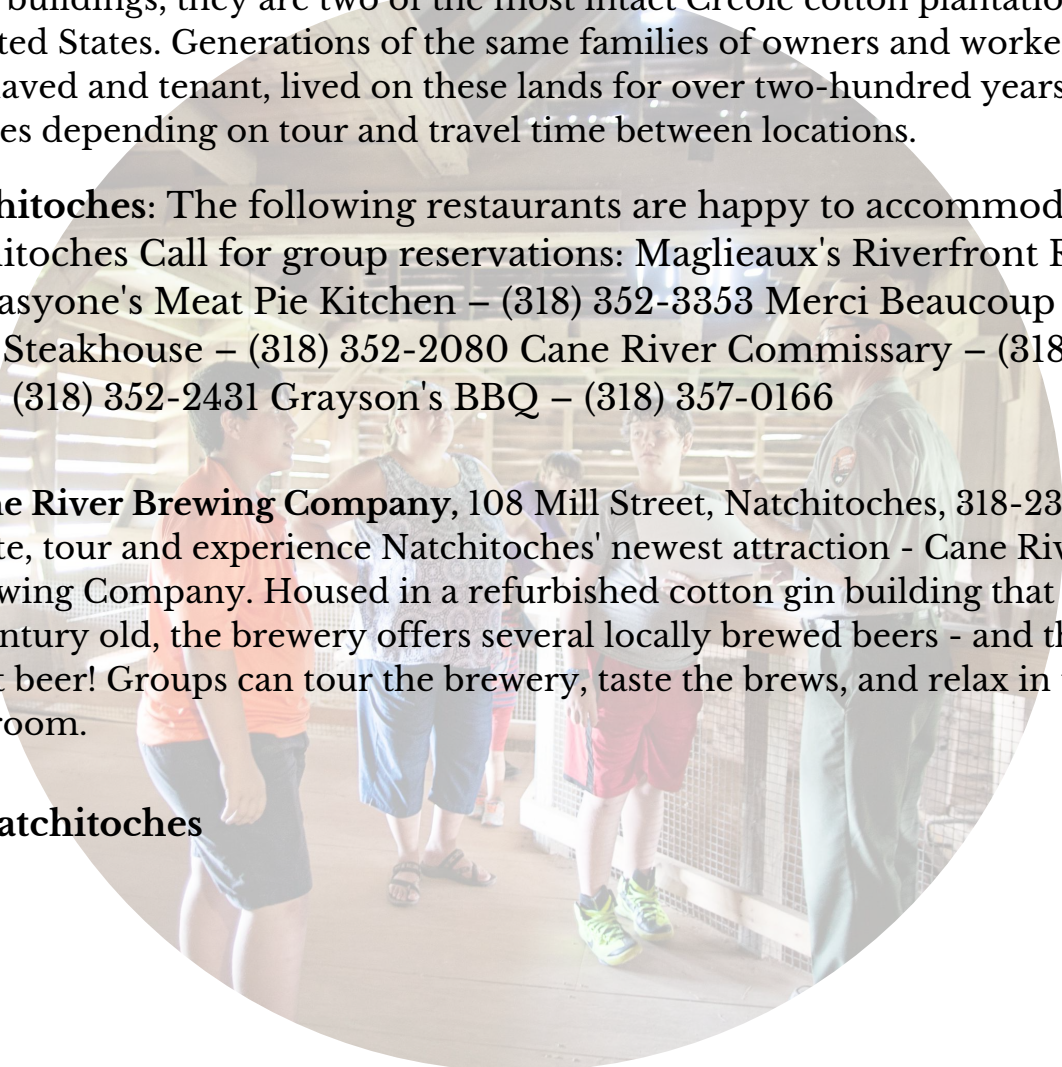 buildings, they are two of the most intact Creole cotton plantatio
ted States. Generations of the same families of owners and worke
aved and tenant, lived on these lands for over two-hundred years
es depending on tour and travel time between locations.
hitoches: The following restaurants are happy to accommod
itoches Call for group reservations: Maglieaux's Riverfront R
asyone's Meat Pie Kitchen – (318) 352-3353 Merci Beaucoup
Steakhouse – (318) 352-2080 Cane River Commissary – (318
(318) 352-2431 Grayson's BBQ – (318) 357-0166
ne River Brewing Company, 108 Mill Street, Natchitoches, 318-23
te, tour and experience Natchitoches' newest attraction - Cane Riv
wing Company. Housed in a refurbished cotton gin building that
ntury old, the brewery offers several locally brewed beers - and th
t beer! Groups can tour the brewery, taste the brews, and relax in
room.
atchitoches